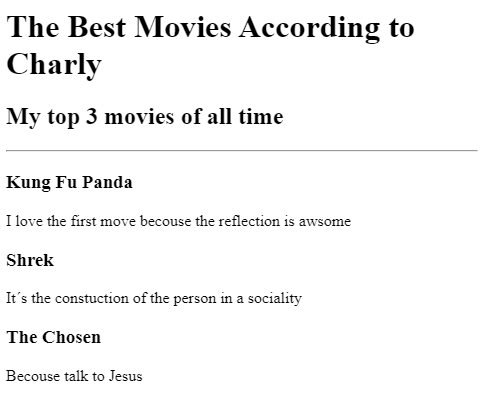 The Best Movies According to
Charly
My top 3 movies of all time
Kung Fu Panda
I love the first move becouse the reflection is awsome
Shrek
It´s the constuction of the person in a sociality
The Chosen
Becouse talk to Jesus